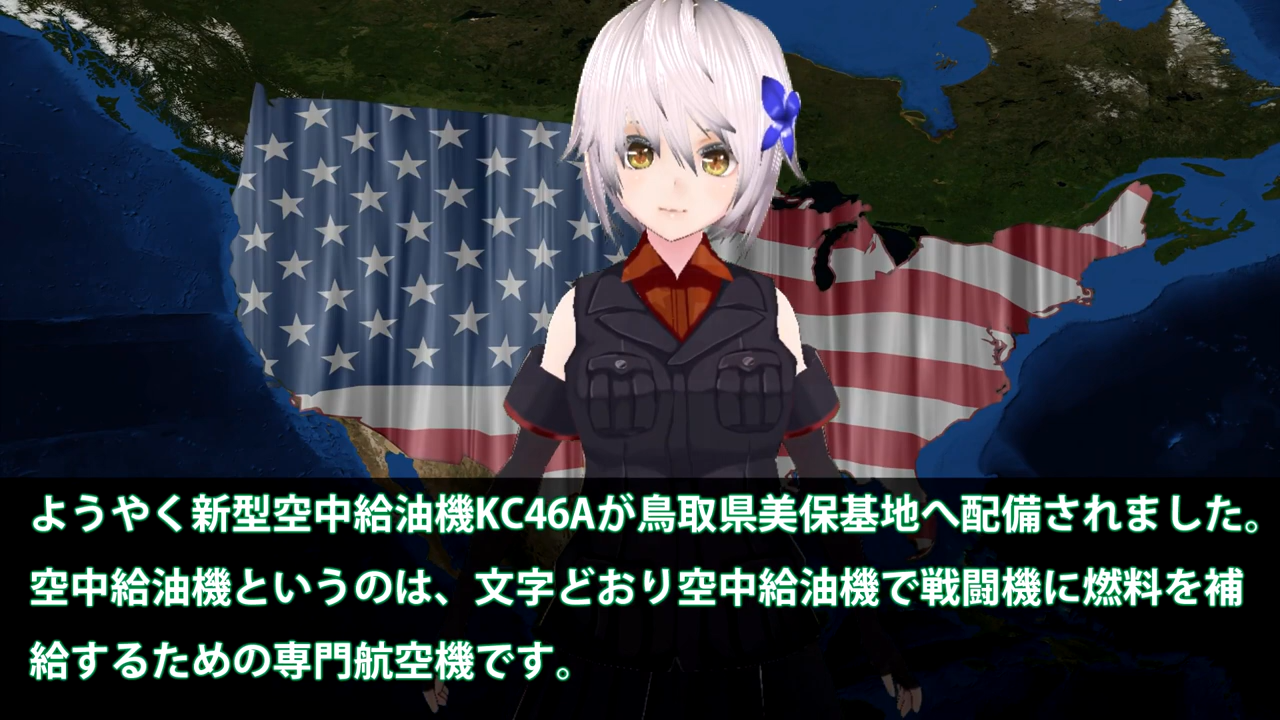 ようやく新型空中給油機KC46Aが鳥取県美保基地へ配備されました。
空中給油機というのは、文字どおり空中給油機で戦闘機に燃料を補
給するための専門航空機です。